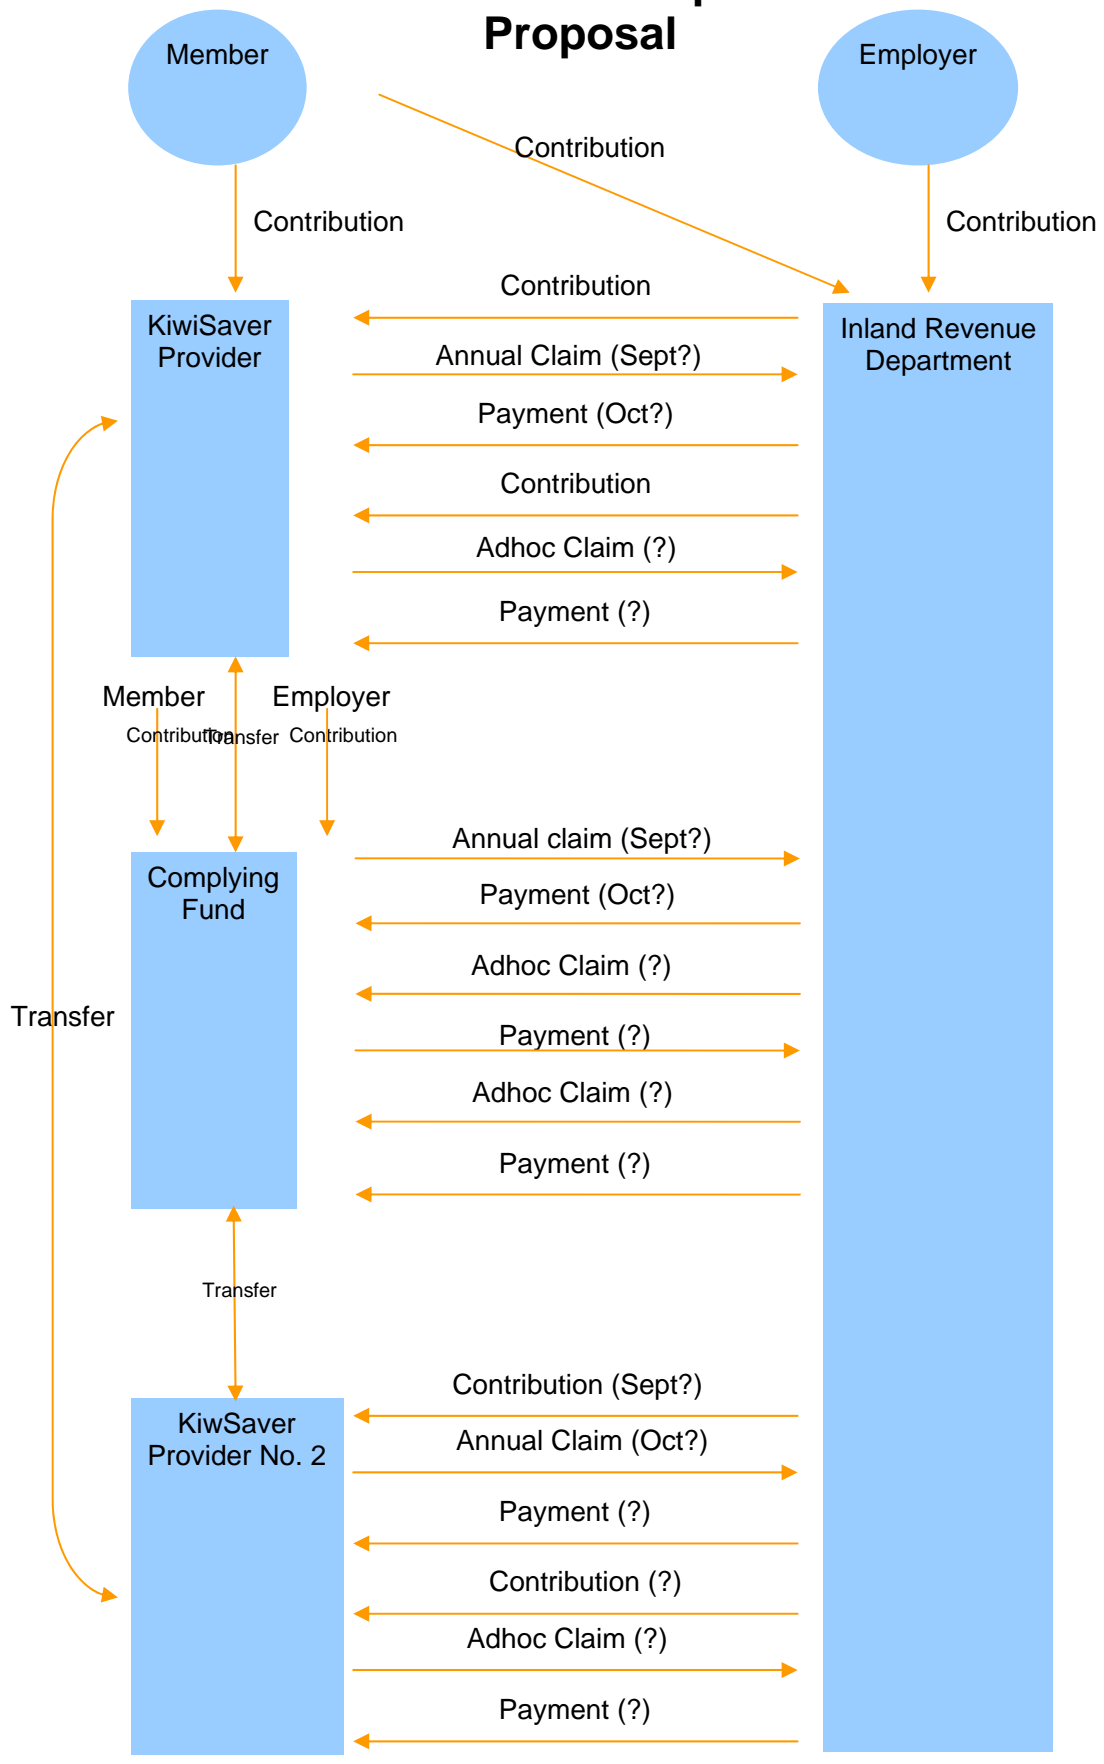 Proposal
Member
Employer
Contribution
Contribution
Contribution
Contribution
KiwiSaver
Provider
Inland Revenue
Department
Annual Claim (Sept?)
Payment (Oct?)
Contribution
Adhoc Claim (?)
Payment (?)
Member
Employer
Contribution
Transfer
Contribution
Annual claim (Sept?)
Complying
Fund
Payment (Oct?)
Adhoc Claim (?)
Transfer
Payment (?)
Adhoc Claim (?)
Payment (?)
Transfer
Contribution (Sept?)
KiwSaver
Provider No. 2
Annual Claim (Oct?)
Payment (?)
Contribution (?)
Adhoc Claim (?)
Payment (?)